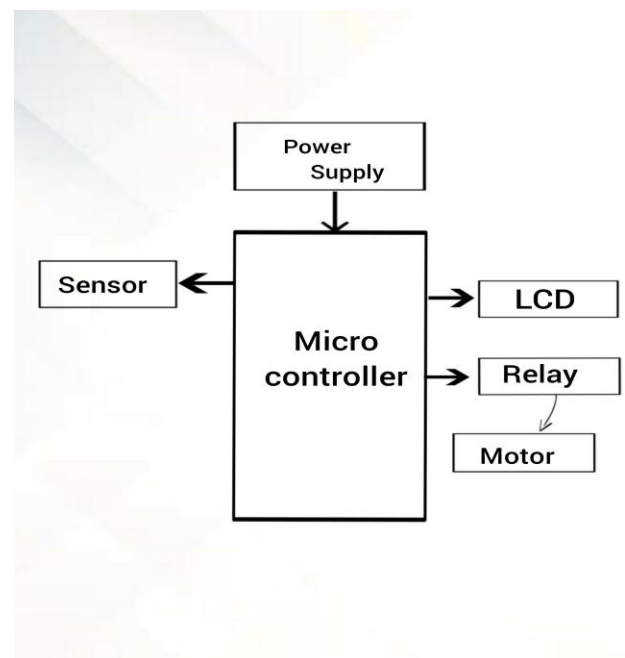 Power
Supply
Sensor
Micro
controller
LCD
Relay
Motor